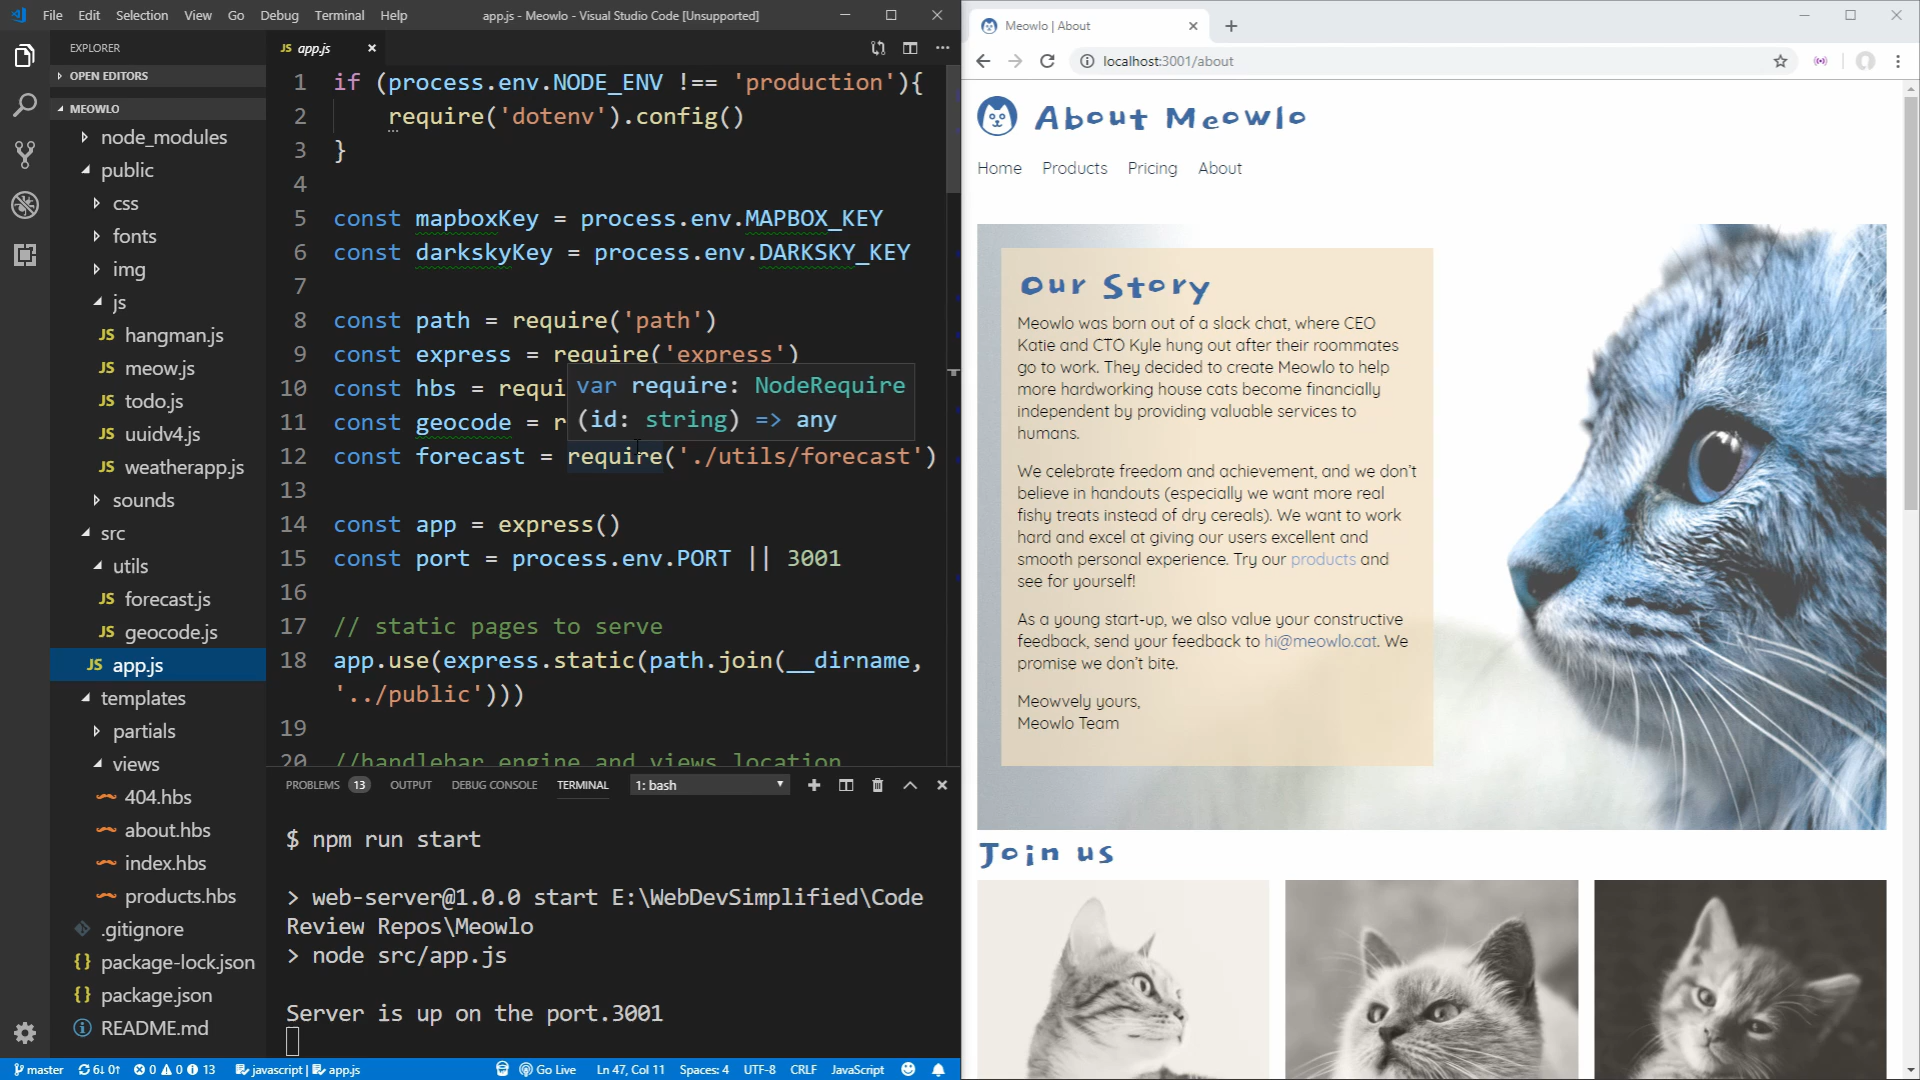 File Edit Selection View Go Debug Terminal Help
app.js - Meowlo - Visual Studio Code [Unsupported]
EXPLORER
OPEN EDITORS
MEOWLO
node_modules
public
css
fonts
img
js
JS hangman.js
JS meow.js
JS todo.js
JS uuidv4.js
JS weatherapp.js
sounds
src
utils
JS forecast.js
JS geocode.js
JS app.js
templates
partials
views
404.hbs
about.hbs
index.hbs
products.hbs
.gitignore
{} package-lock.json
{} package.json
README.md
JS app.js
1 if (process.env.NODE_ENV !== 'production'){
2 require('dotenv').config()
3 }
4
5 const mapboxKey = process.env.MAPBOX_KEY
6 const darkskyKey = process.env.DARKSKY_KEY
7
8 const path = require('path')
9 const express = require('express')
10 const hbs = requi
11 const geocode = r
var require: NodeRequire
(id: string) => any
12 const forecast = require('./utils/forecast')
13
14 const app = express()
15 const port = process.env.PORT || 3001
16
17 // static pages to serve
18 app.use(express.static(path.join(__dirname,
'../public')))
19
20 //handlebar engine and views location
PROBLEMS 13 OUTPUT DEBUG CONSOLE TERMINAL 1: bash
$ npm run start
> web-server@1.0.0 start E:\WebDevSimplified\Code
Review Repos\Meowlo
> node src/app.js
Server is up on the port.3001
master 6↓ 0↑ 0 0 13 javascript | app.js Go Live Ln 47, Col 11 Spaces: 4 UTF-8 CRLF JavaScript
Meowlo | About
localhost:3001/about
About Meowlo
Home Products Pricing About
Our Story
Meowlo was born out of a slack chat, where CEO
Katie and CTO Kyle hung out after their roommates
go to work. They decided to create Meowlo to help
more hardworking house cats become financially
independent by providing valuable services to
humans.
We celebrate freedom and achievement, and we don't
believe in handouts (especially we want more real
fishy treats instead of dry cereals). We want to work
hard and excel at giving our users excellent and
smooth personal experience. Try our products and
see for yourself!
As a young start-up, we also value your constructive
feedback, send your feedback to hi@meowlo.cat. We
promise we don't bite.
Meowvely yours,
Meowlo Team
Join us